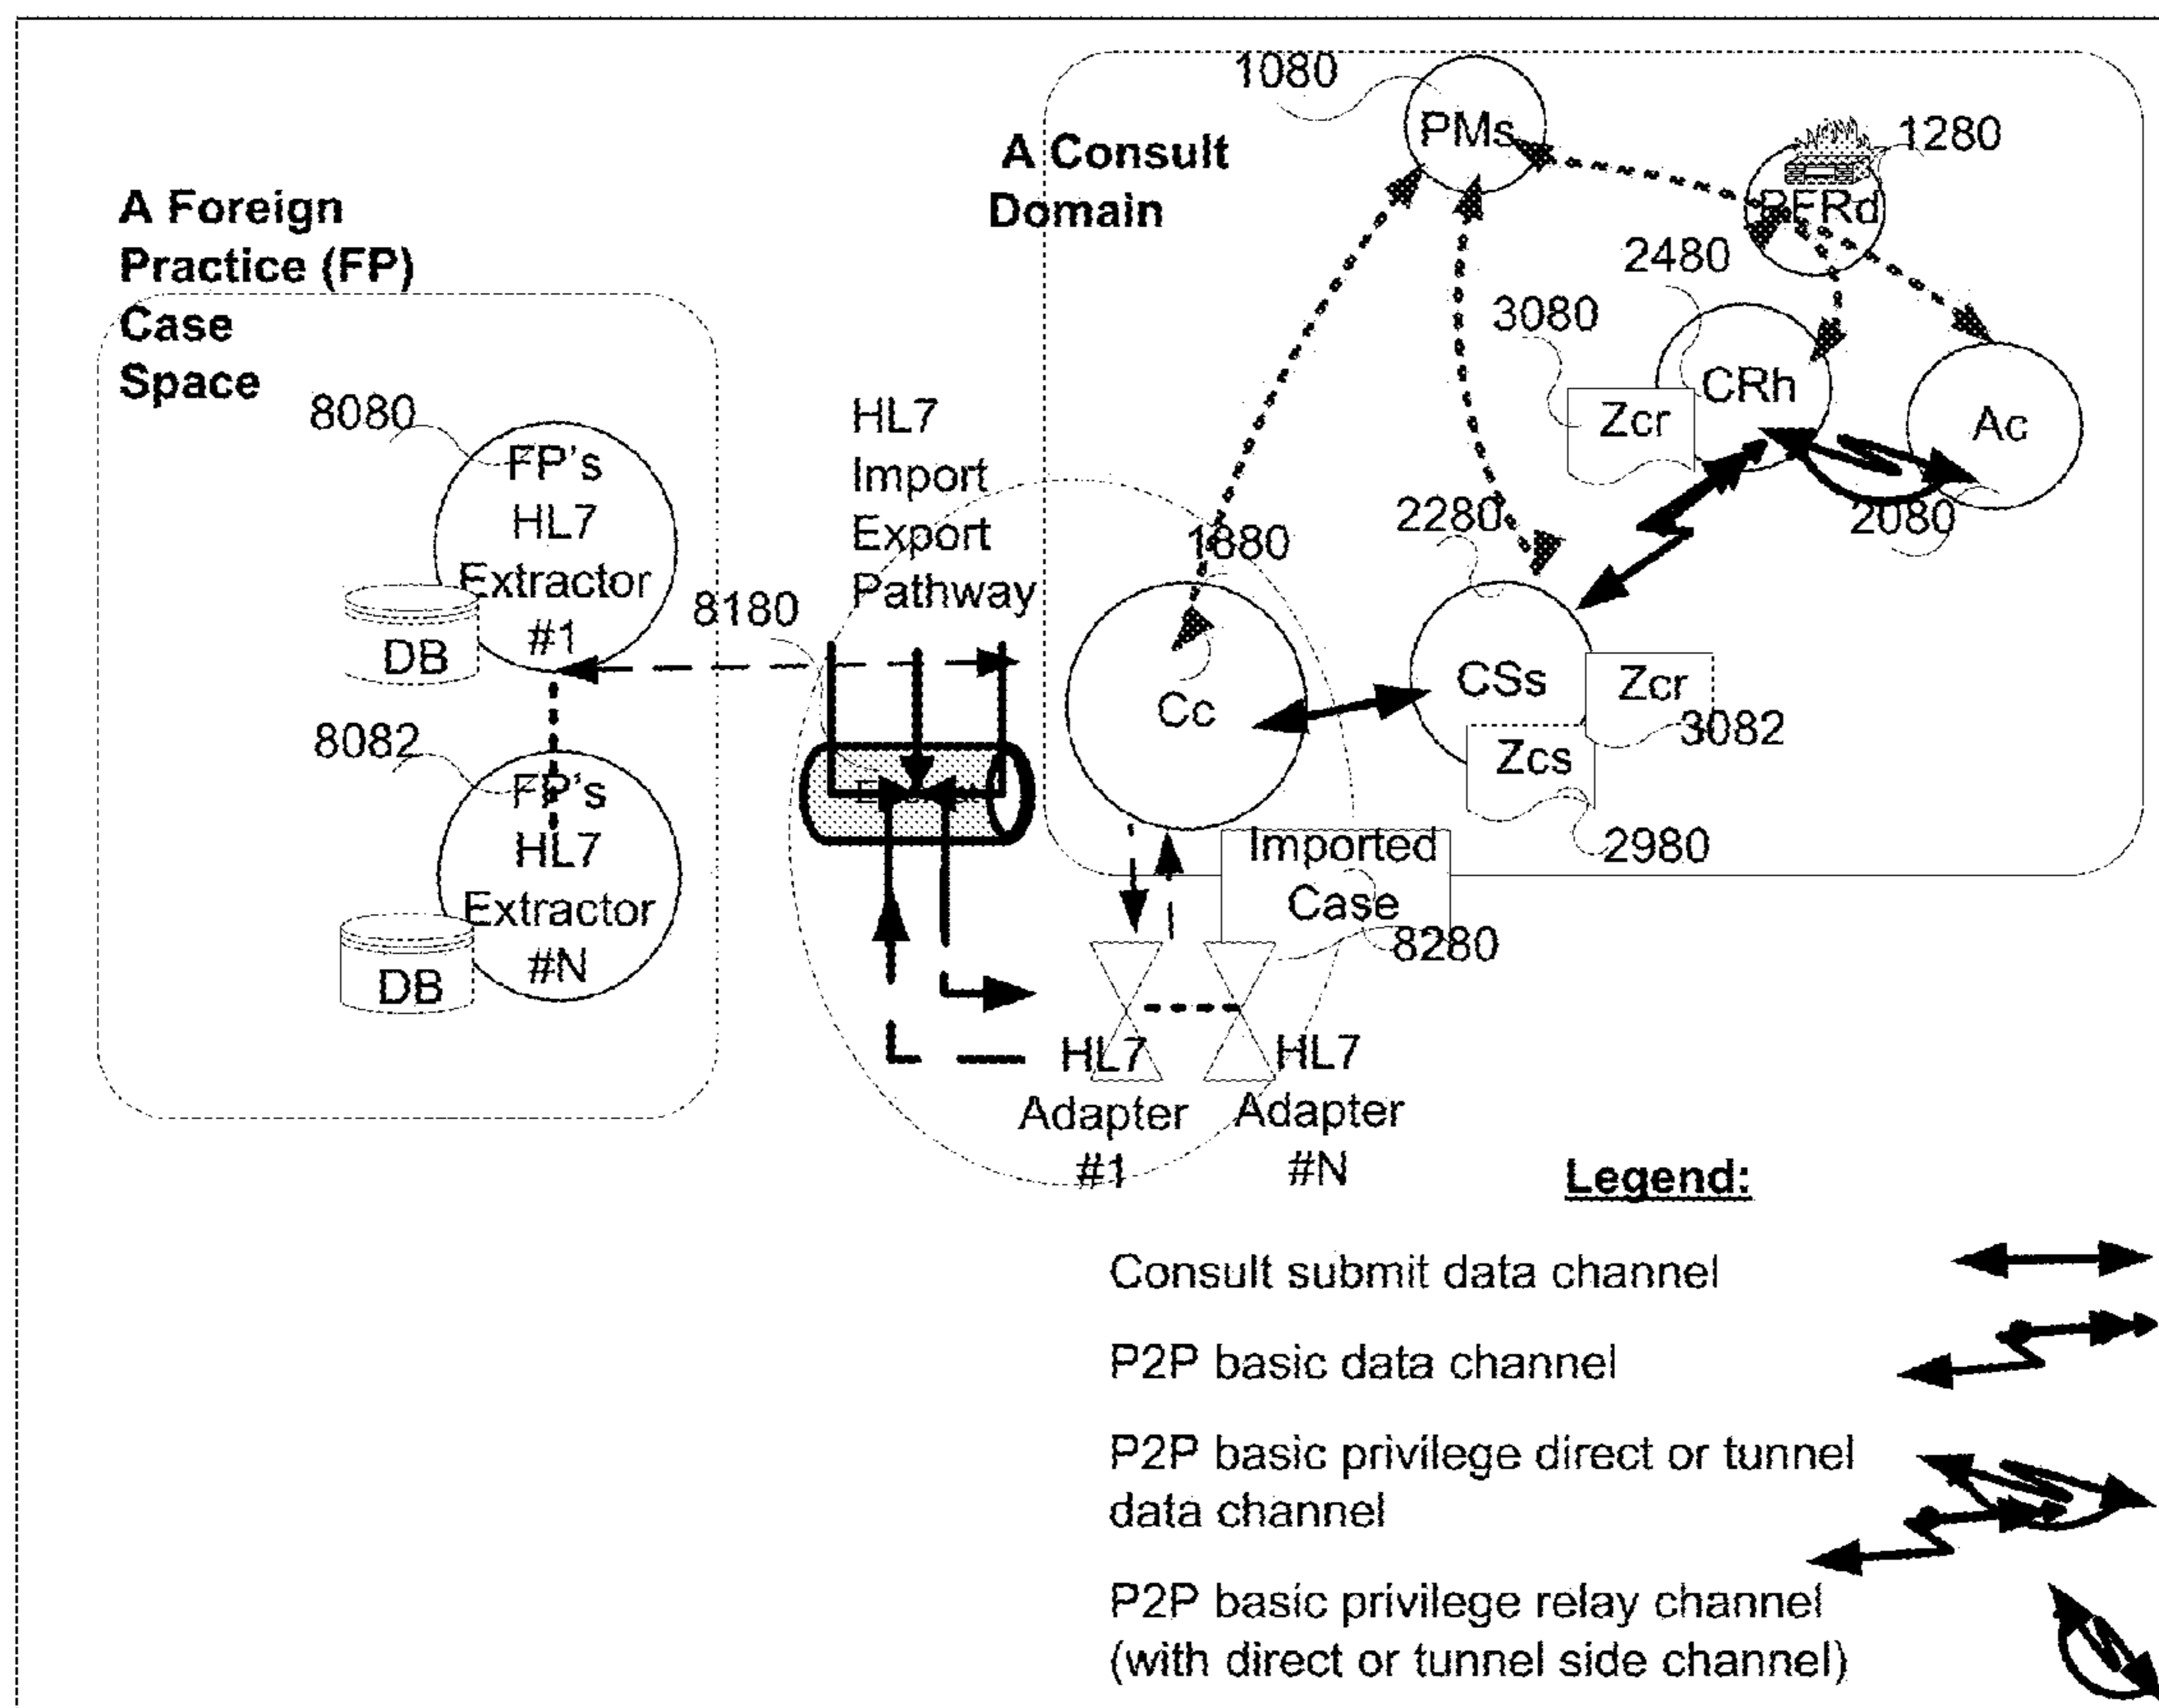 A Foreign
Practice (FP)
Case
Space
8080
FP's
HL7
Extractor
#1
DB
8082
FP's
HL7
Extractor
#N
DB
HL7
Import
Export
Pathway
8180
A Consult
Domain
1080
PMs
1280
2480
3080
Zcr
CRh
Ac
2080
2280
1880
Cc
CSs
Zcr
3082
Zcs
2980
Imported
Case
8280
HL7
Adapter
#1
HL7
Adapter
#N
Legend:
Consult submit data channel
P2P basic data channel
P2P basic privilege direct or tunnel
data channel
P2P basic privilege relay channel
(with direct or tunnel side channel)